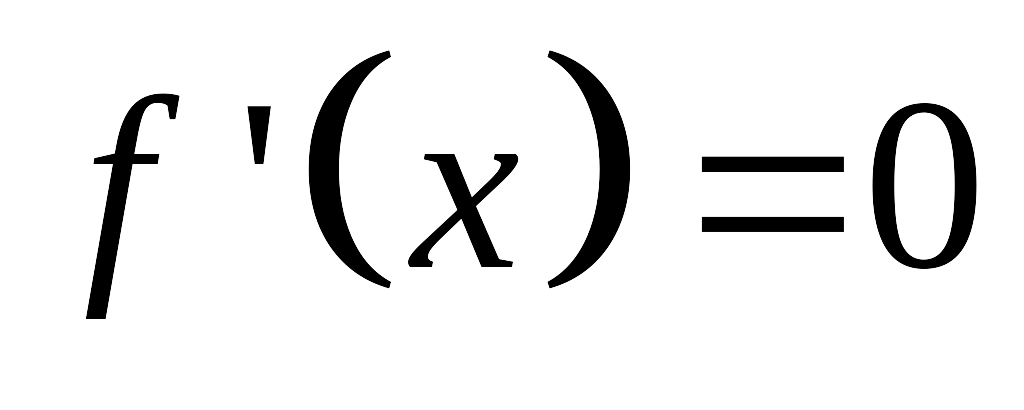 f '(x) =0